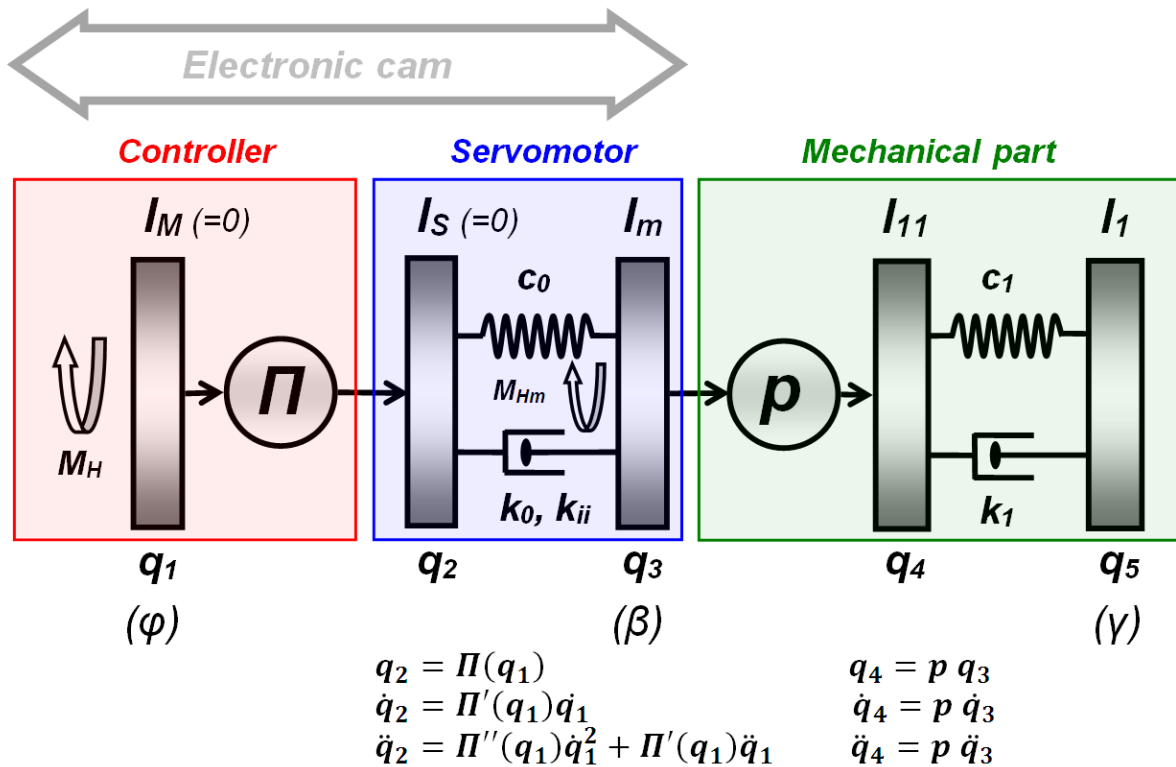 Electronic cam
Controller Servomotor Mechanical part
I_M (=0) I_S (=0) I_m I_11 I_1
c_0 c_1
Π M_Hm p
M_H
k_0, k_ii k_1
q_1 q_2 q_3 q_4 q_5
(φ) (β) (γ)
q_2 = Π(q_1) q_4 = p q_3
q̇_2 = Π'(q_1)q̇_1 q̇_4 = p q̇_3
q̈_2 = Π''(q_1)q̇_1^2 + Π'(q_1)q̈_1 q̈_4 = p q̈_3